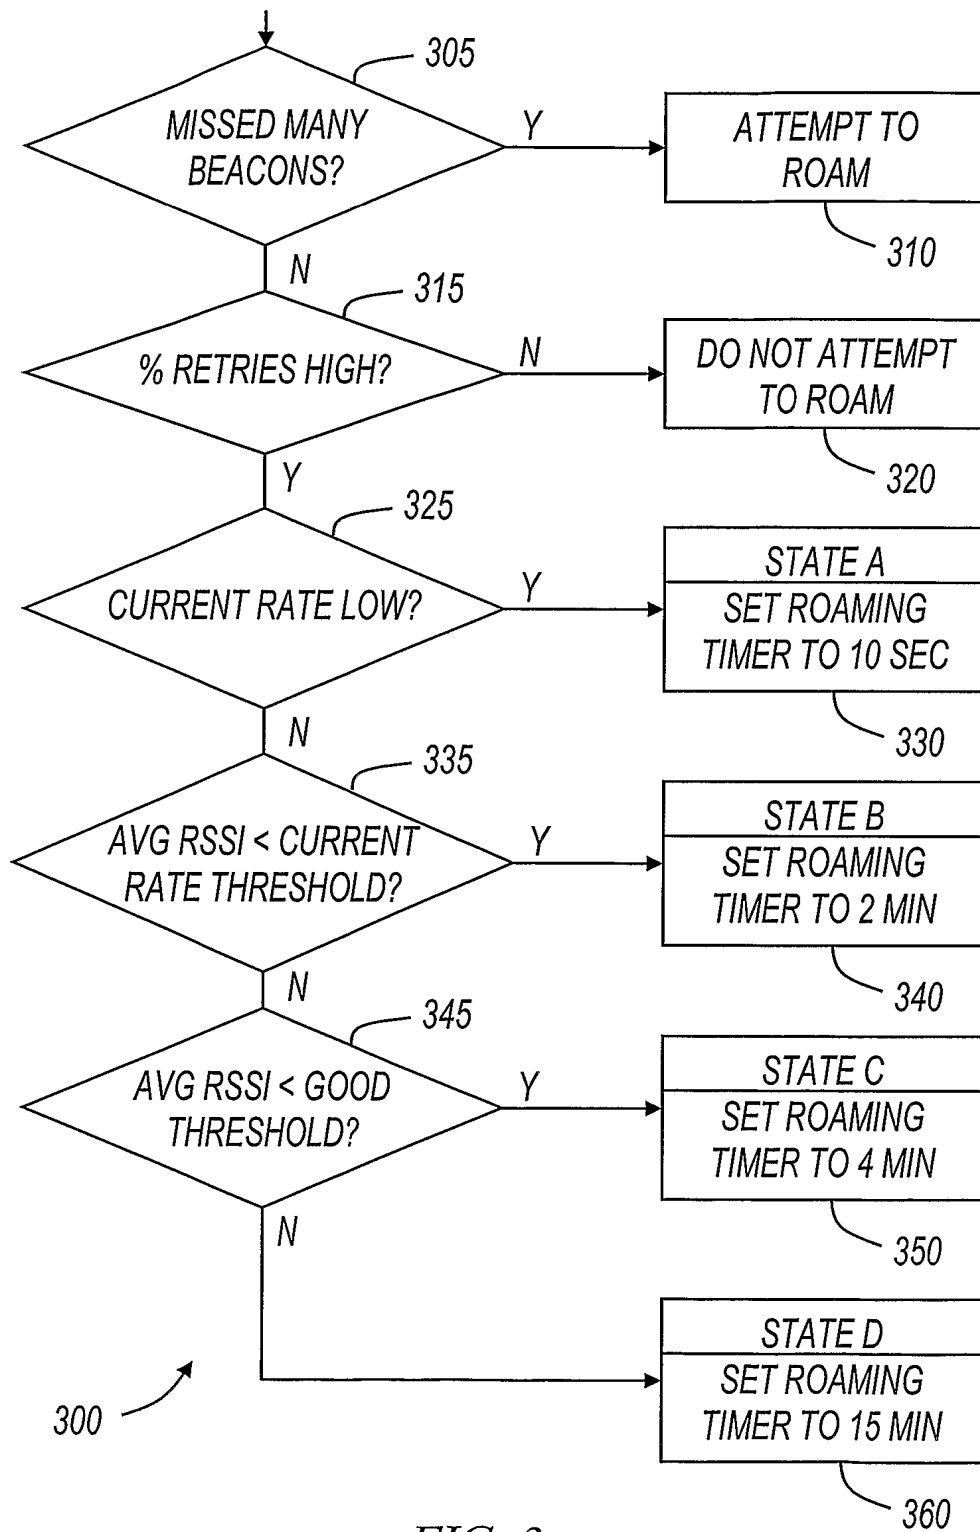 305
MISSED MANY
BEACONS?
Y
ATTEMPT TO
ROAM
310
N
315
% RETRIES HIGH?
N
DO NOT ATTEMPT
TO ROAM
320
Y
325
CURRENT RATE LOW?
Y
STATE A
SET ROAMING
TIMER TO 10 SEC
330
N
335
AVG RSSI < CURRENT
RATE THRESHOLD?
Y
STATE B
SET ROAMING
TIMER TO 2 MIN
340
N
345
AVG RSSI < GOOD
THRESHOLD?
Y
STATE C
SET ROAMING
TIMER TO 4 MIN
350
N
STATE D
SET ROAMING
TIMER TO 15 MIN
300
360
FIG. 3